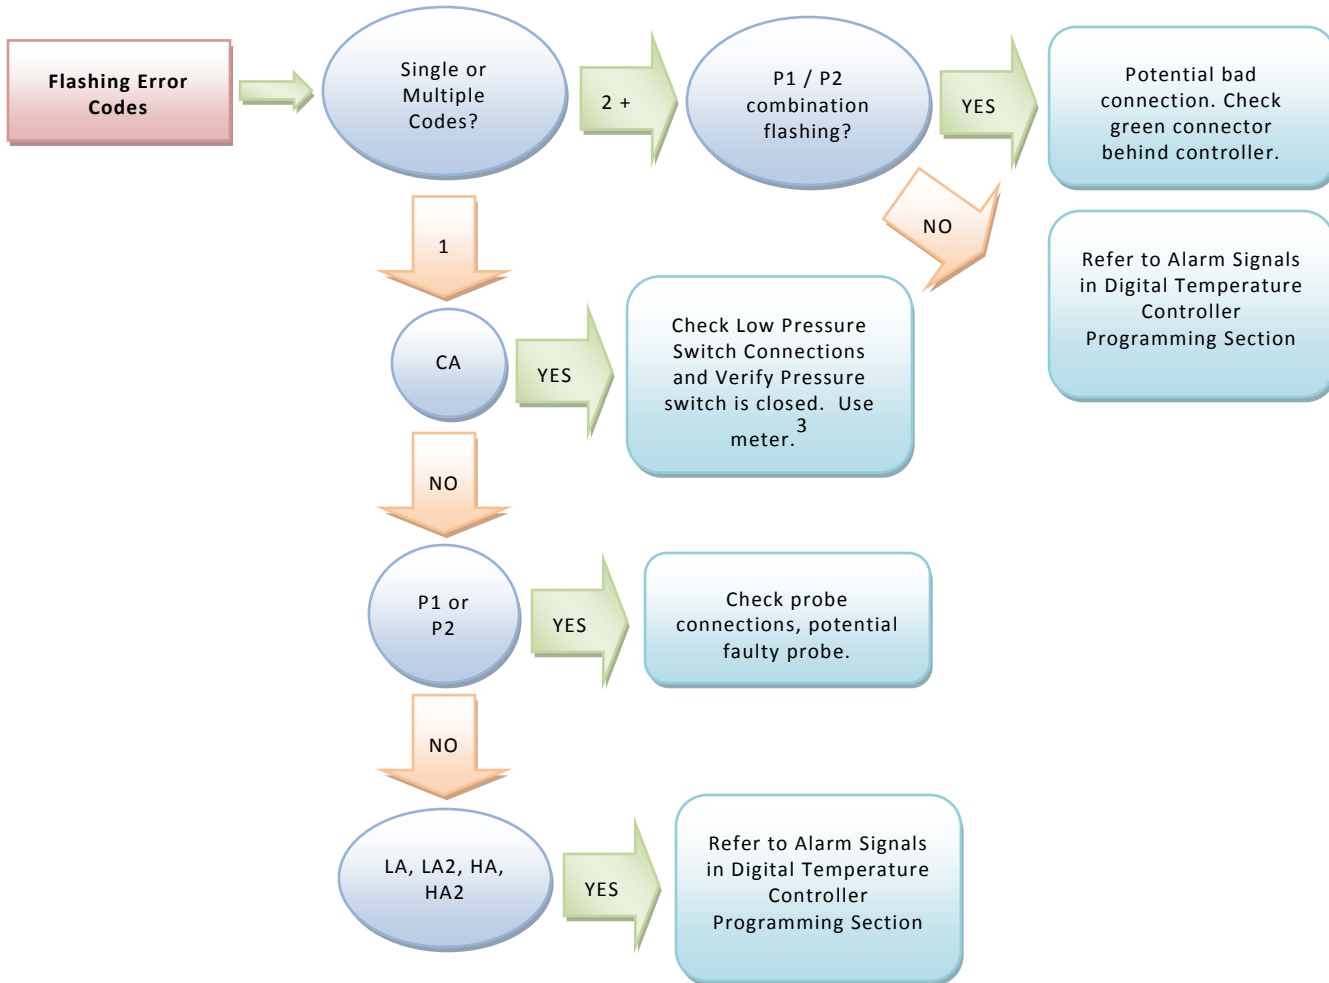 Flashing Error
Codes
Single or
Multiple
Codes?
2 +
P1 / P2
combination
flashing?
YES
Potential bad
connection. Check
green connector
behind controller.
NO
Refer to Alarm Signals
in Digital Temperature
Controller
Programming Section
1
CA
YES
Check Low Pressure
Switch Connections
and Verify Pressure
switch is closed.  Use
meter.3
NO
P1 or
P2
YES
Check probe
connections, potential
faulty probe.
NO
LA, LA2, HA,
HA2
YES
Refer to Alarm Signals
in Digital Temperature
Controller
Programming Section